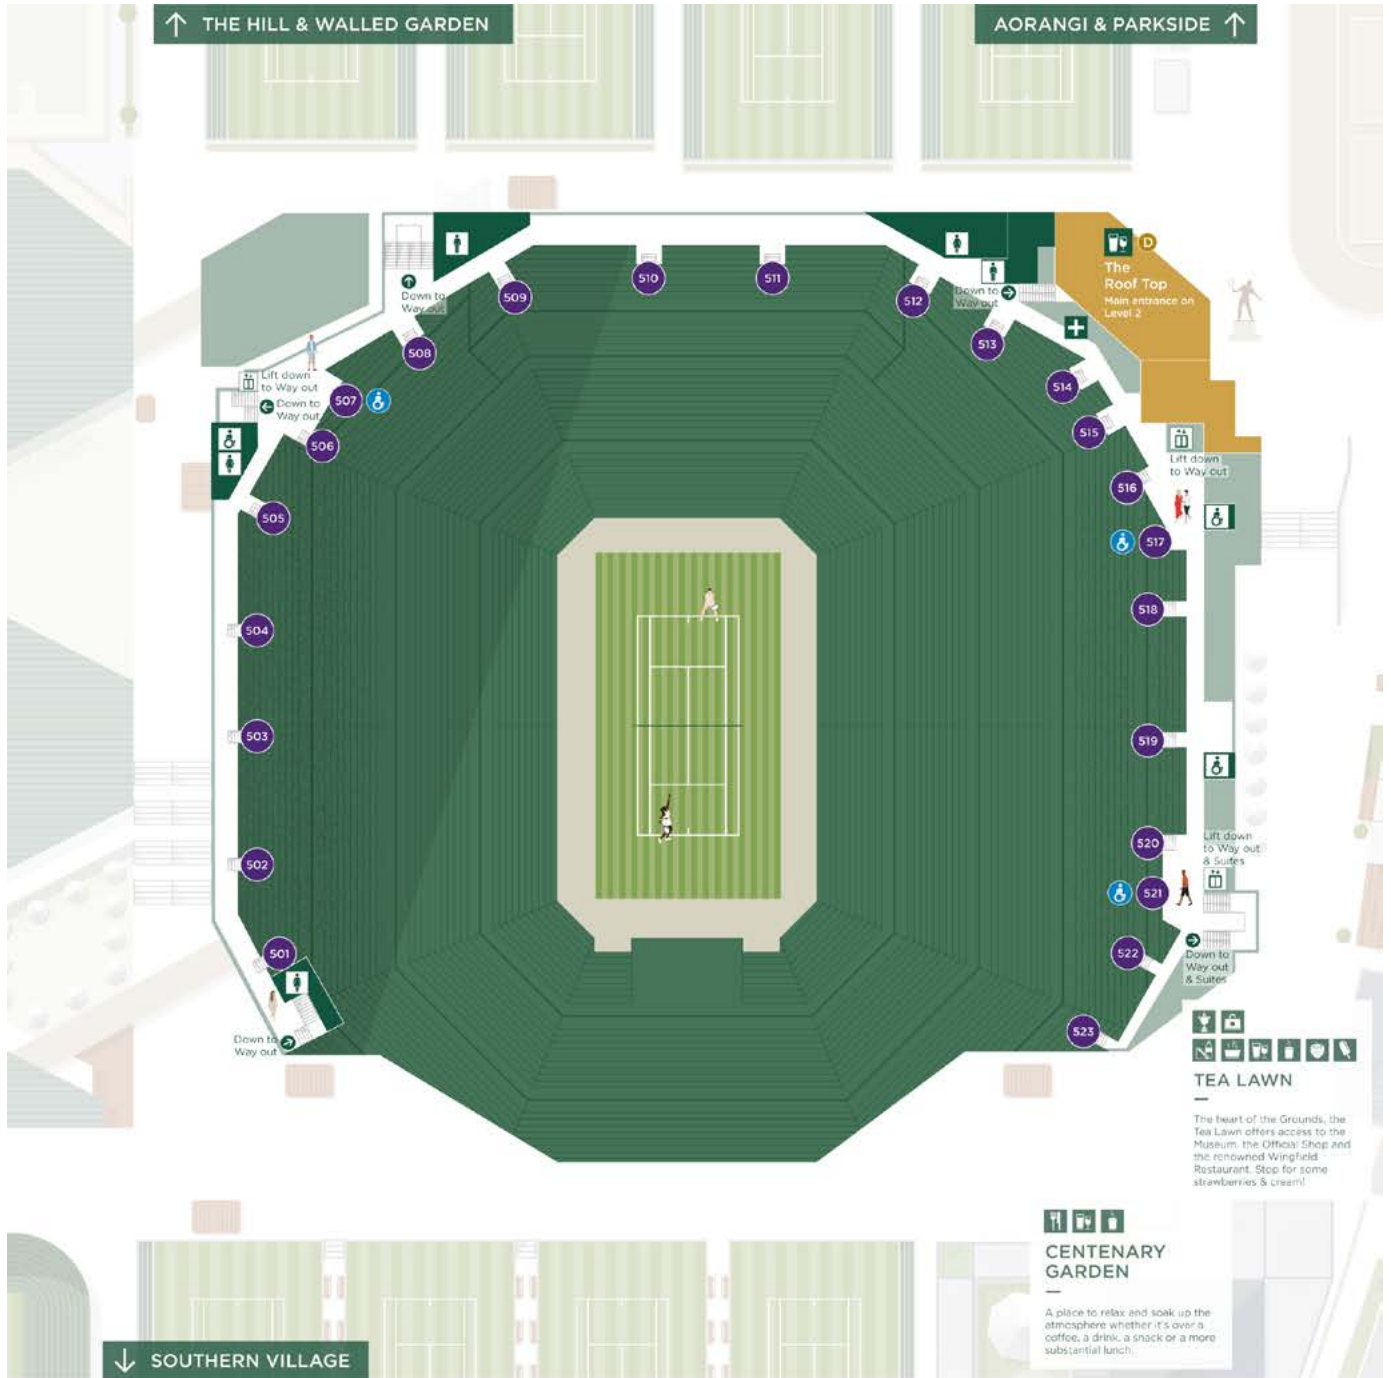 ↑ THE HILL & WALLED GARDEN
AORANGI & PARKSIDE ↑
D
The
Roof Top
Main entrance on
Level 2
510
511
509
512
Down to
Way out
Down to
Way out
508
513
Lift down
to Way out
514
507
Down to
Way out
506
515
Lift down
to Way out
516
505
517
518
504
503
519
520
Lift down
to Way out
& Suites
502
521
501
522
Down to
Way out
& Suites
523
Down to
Way out
TEA LAWN
The heart of the Grounds, the
Tea Lawn offers access to the
Museum, the Official Shop and
the renowned Wingfield
Restaurant. Stop for some
strawberries & cream!
CENTENARY
GARDEN
A place to relax and soak up the
atmosphere whether it's over a
coffee, a drink, a snack or a more
substantial lunch.
↓ SOUTHERN VILLAGE